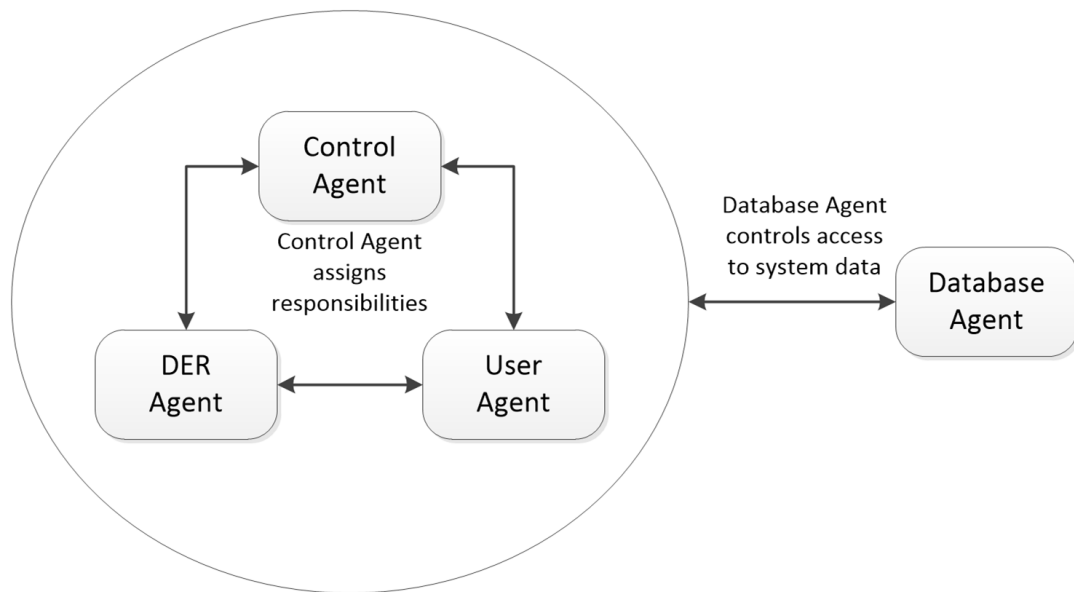 Control
Agent
Control Agent
assigns
responsibilities
DER
Agent
User
Agent
Database Agent
controls access
to system data
Database
Agent